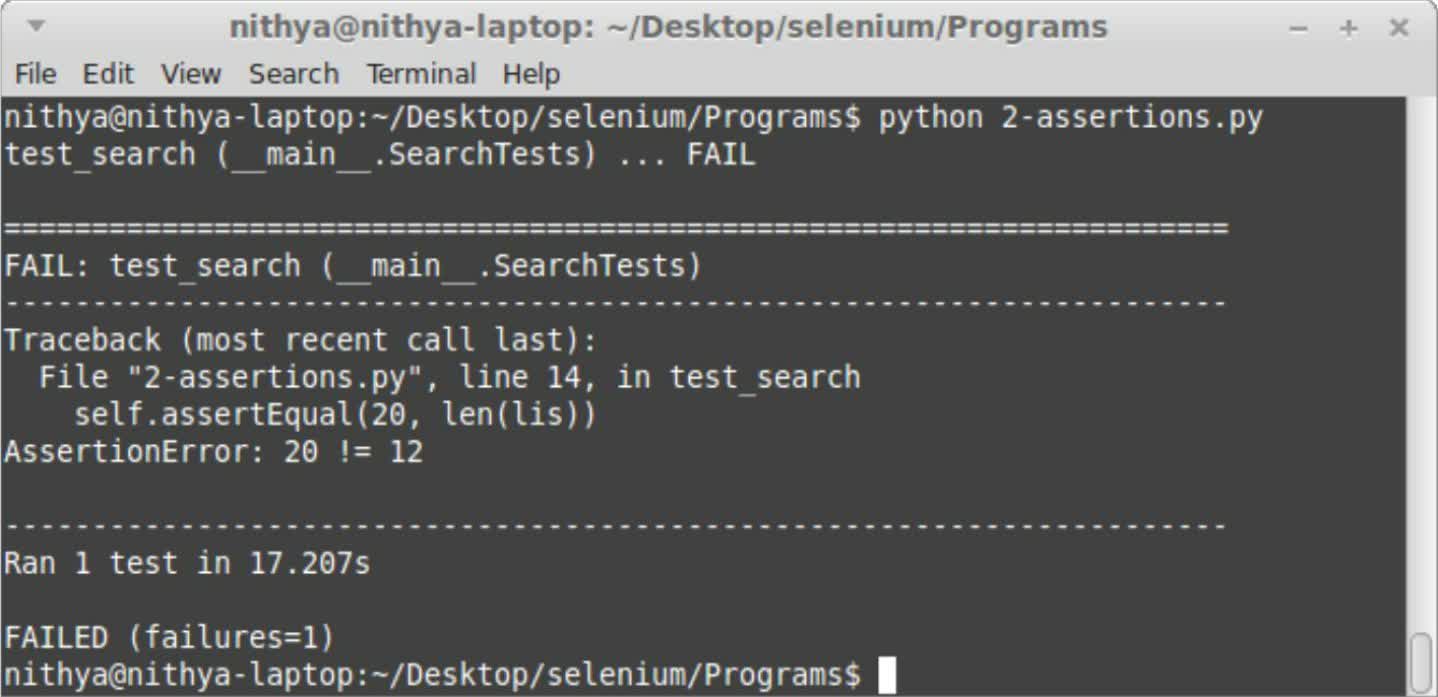 nithya@nithya-laptop: ~/Desktop/selenium/Programs
File Edit View Search Terminal Help
nithya@nithya-laptop:~/Desktop/selenium/Programs$ python 2-assertions.py
test_search (__main__.SearchTests) ... FAIL
======================================================================
FAIL: test_search (__main__.SearchTests)
----------------------------------------------------------------------
Traceback (most recent call last):
  File "2-assertions.py", line 14, in test_search
    self.assertEqual(20, len(lis))
AssertionError: 20 != 12
----------------------------------------------------------------------
Ran 1 test in 17.207s
FAILED (failures=1)
nithya@nithya-laptop:~/Desktop/selenium/Programs$